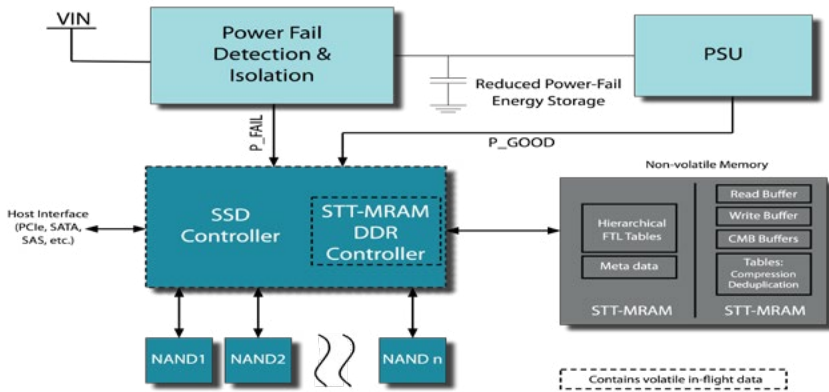 VIN
Power Fail
Detection &
Isolation
PSU
Reduced Power-Fail
Energy Storage
P_FAIL
P_GOOD
Non-volatile Memory
Host Interface
(PCIe, SATA,
SAS, etc.)
SSD
Controller
STT-MRAM
DDR
Controller
Hierarchical
FTL Tables
Meta data
STT-MRAM
Read Buffer
Write Buffer
CMB Buffers
Tables:
Compression
Deduplication
STT-MRAM
NAND1
NAND2
NAND n
Contains volatile in-flight data